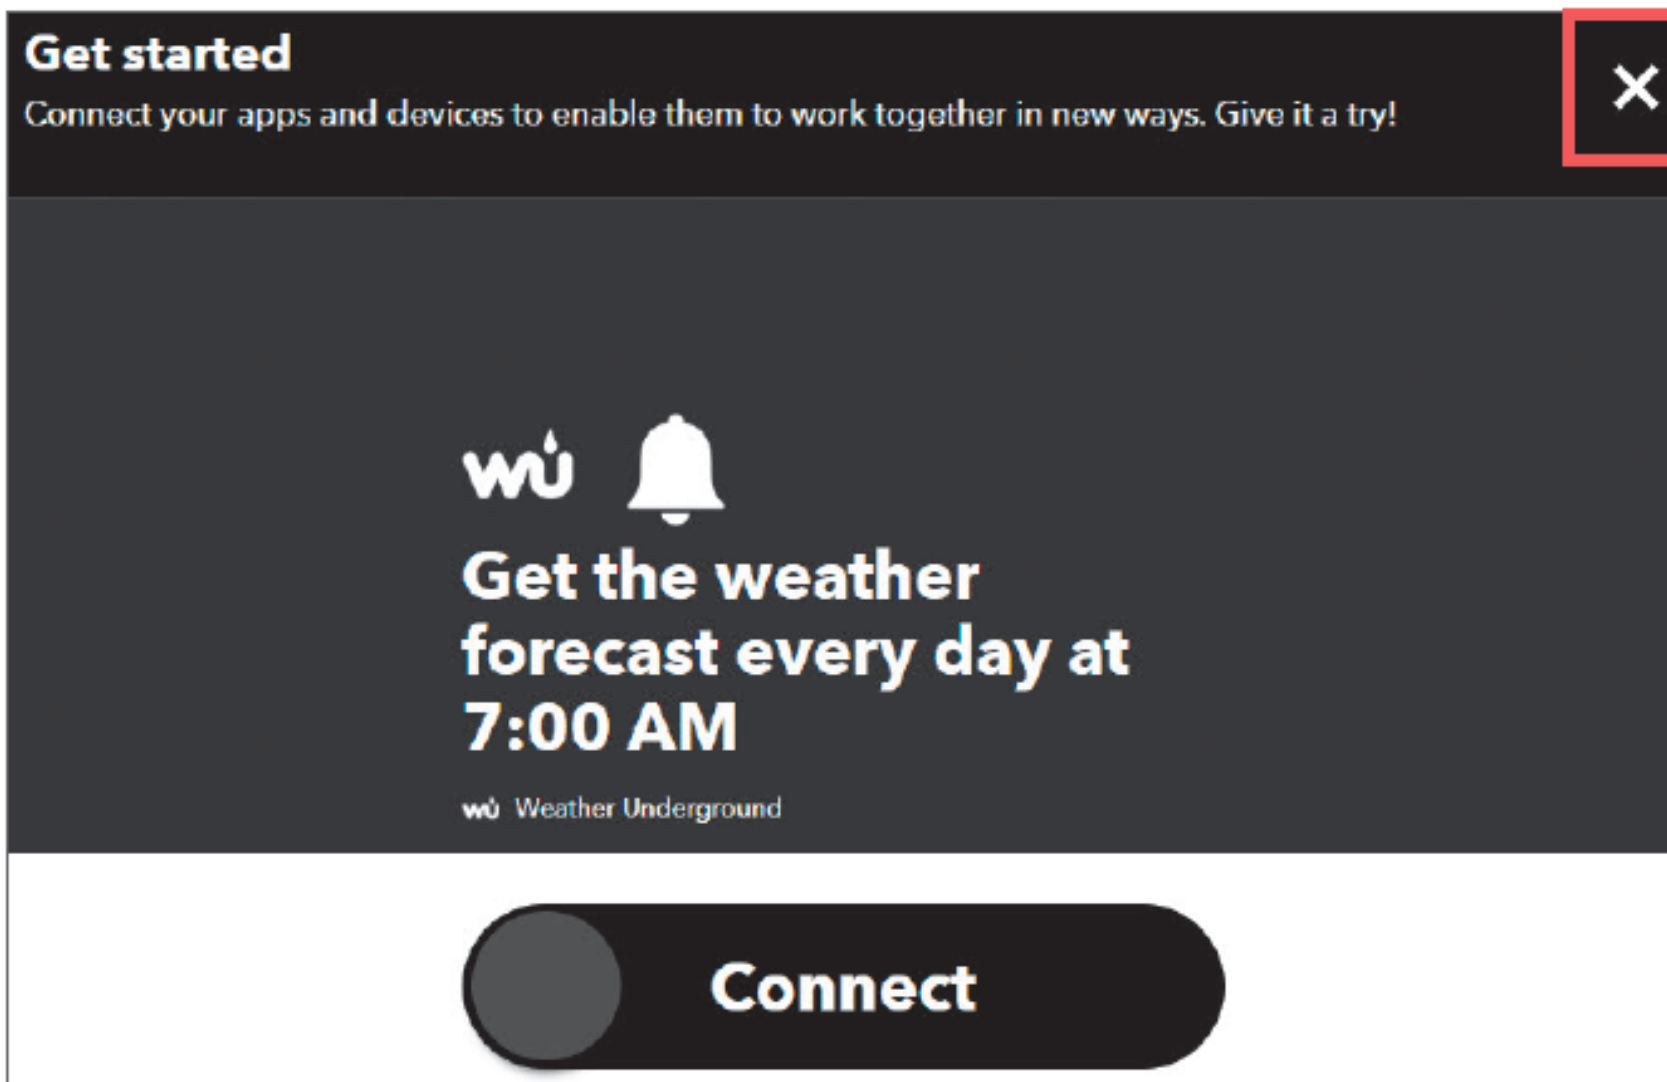 Get started
Connect your apps and devices to enable them to work together in new ways. Give it a try!
wu
Get the weather
forecast every day at
7:00 AM
wu Weather Underground
Connect